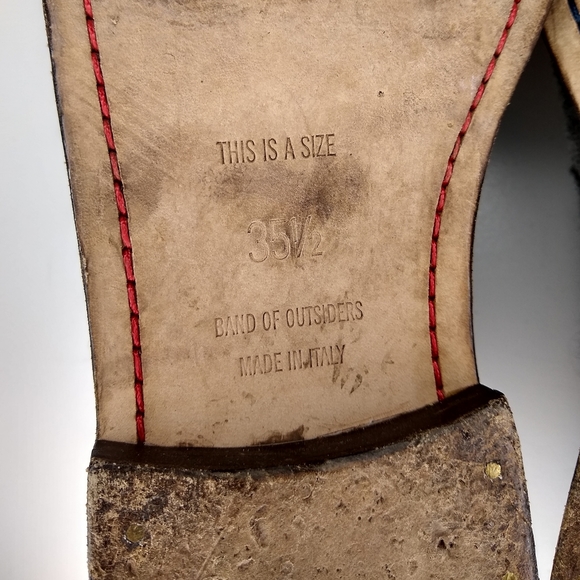 THIS IS A SIZE
35½
BAND OF OUTSIDERS
MADE IN ITALY